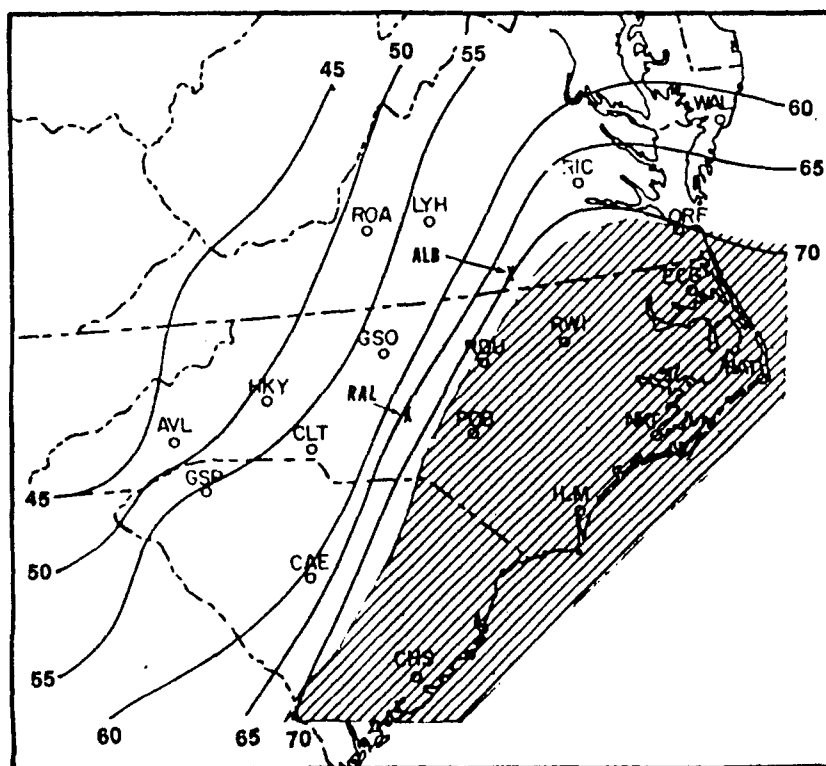 45
50
55
WAL
60
RIC
65
ROA
LYH
ORF
ALB
70
ECG
GSO
RDU
RWI
HAT
HKY
RAL
AVL
CLT
POB
GSP
45
ILM
50
CAE
55
CHS
60
65
70